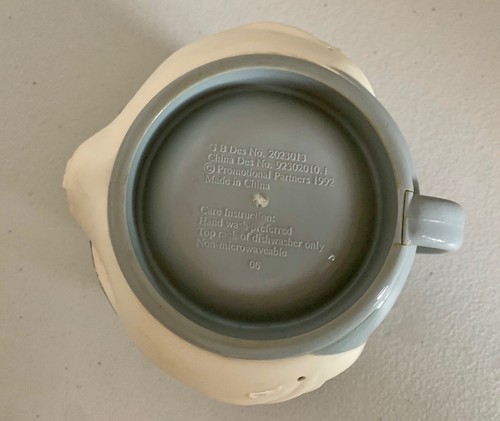 G B Des No. 2023013
China Des No. 92302010.1
© Promotional Partners 1992
Made in China
Care Instruction:
Hand wash preferred
Top rack of dishwasher only
Non-microwaveable
06